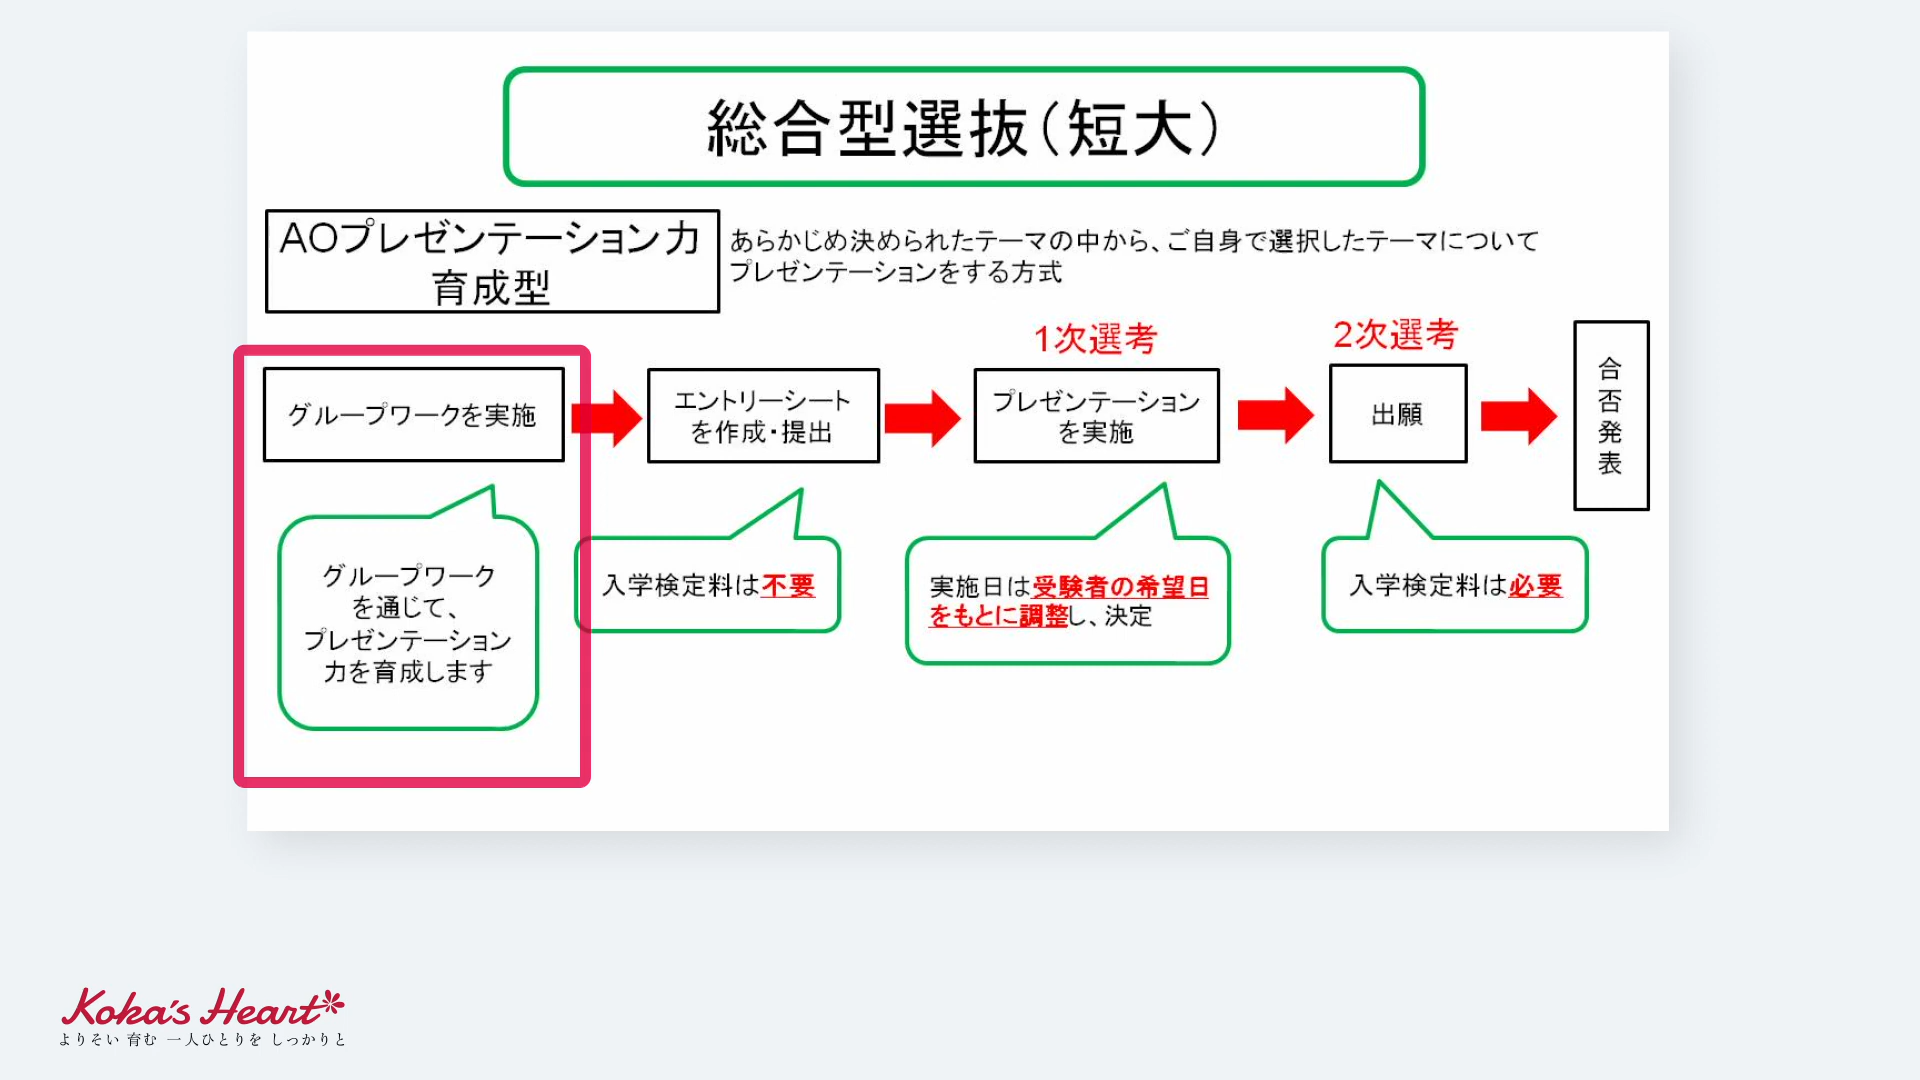 総合型選抜（短大）
AOプレゼンテーション力
育成型
あらかじめ決められたテーマの中から、ご自身で選択したテーマについて
プレゼンテーションをする方式
1次選考
2次選考
グループワークを実施
エントリーシート
を作成・提出
プレゼンテーション
を実施
出願
合
否
発
表
グループワーク
を通じて、
プレゼンテーション
力を育成します
入学検定料は不要
実施日は受験者の希望日
をもとに調整し、決定
入学検定料は必要
Koka's Heart
よりそい 育む 一人ひとりを しっかりと